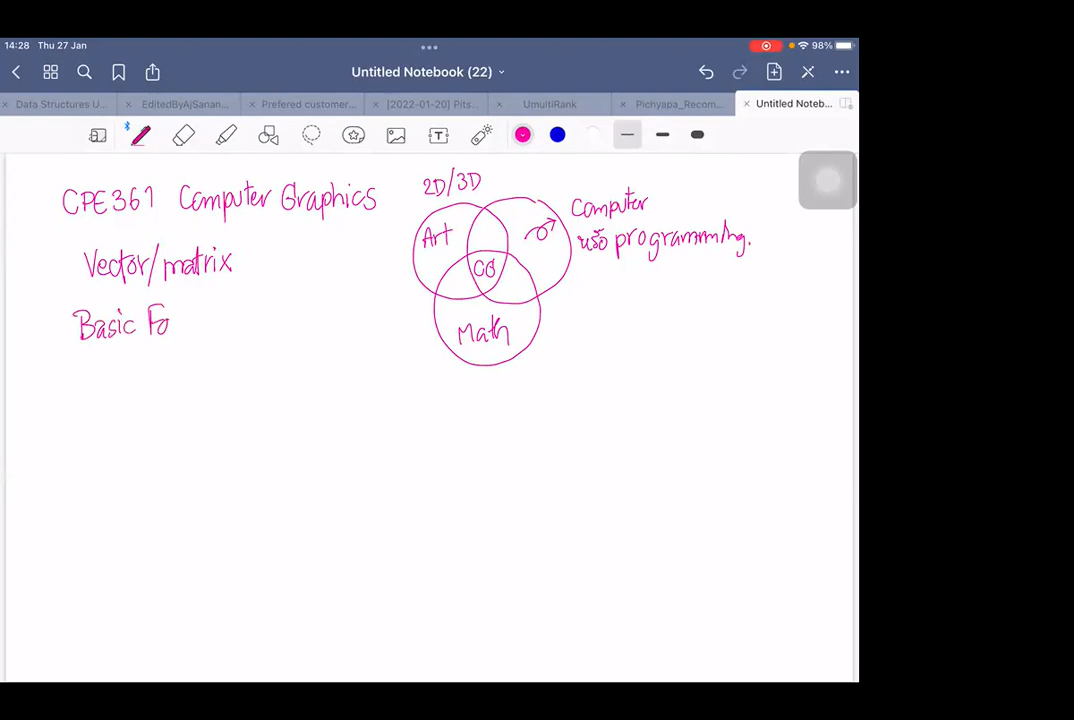 14:28 Thu 27 Jan
98%
Untitled Notebook (22)
Data Structures U...
EditedByAjSanan...
Prefered customer...
[2022-01-20] Pits...
UmultiRank
Pichyapa_Recom...
Untitled Noteb...
CPE361 Computer Graphics
2D/3D
Computer
หรือ programming.
Art
CG
Vector/matrix
Basic Fo
Math